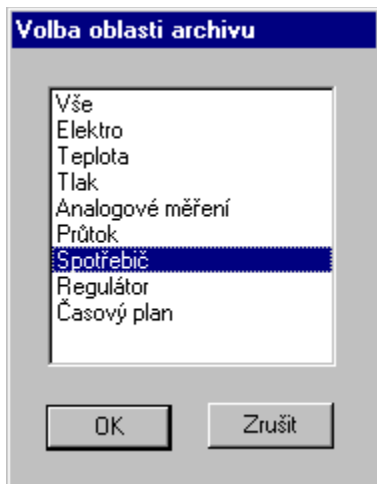 Volba oblasti archivu
Vše
Elektro
Teplota
Tlak
Analogové měření
Průtok
Spotřebič
Regulátor
Časový plan
OK
Zrušit